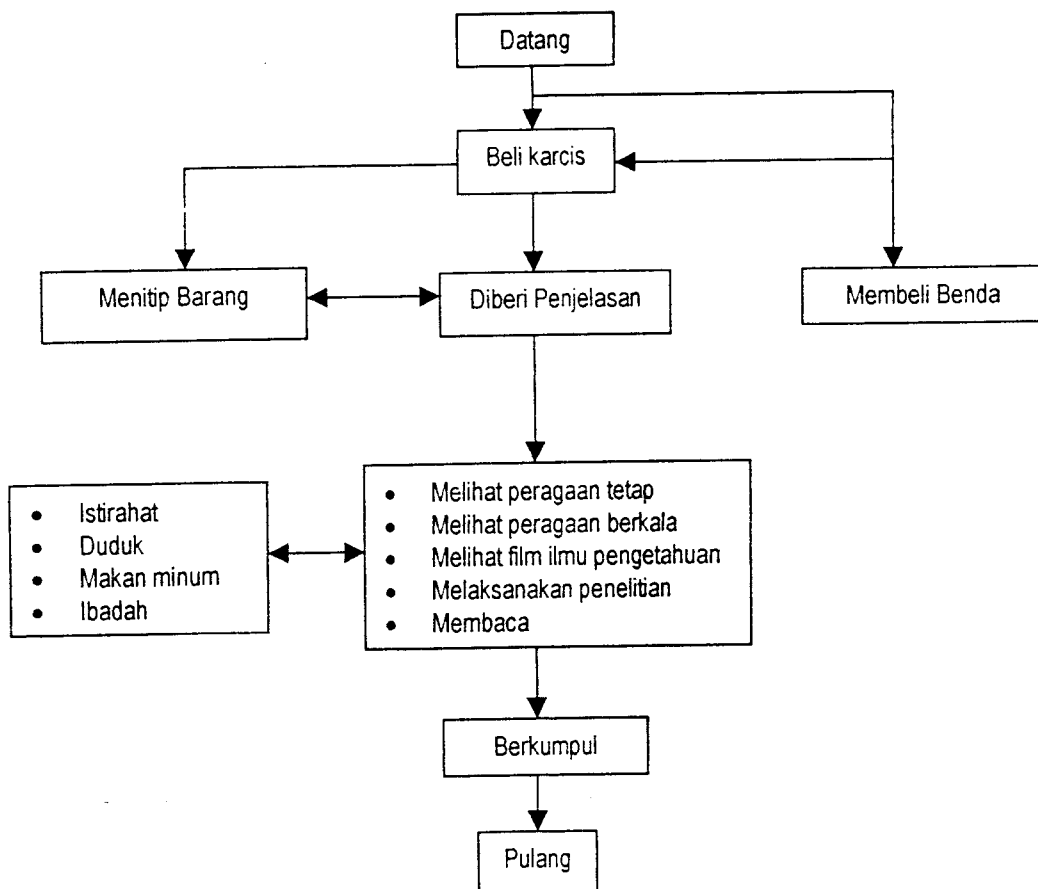 Datang
Beli karcis
Menitip Barang
Diberi Penjelasan
Membeli Benda
• Istirahat
• Duduk
• Makan minum
• Ibadah
• Melihat peragaan tetap
• Melihat peragaan berkala
• Melihat film ilmu pengetahuan
• Melaksanakan penelitian
• Membaca
Berkumpul
Pulang